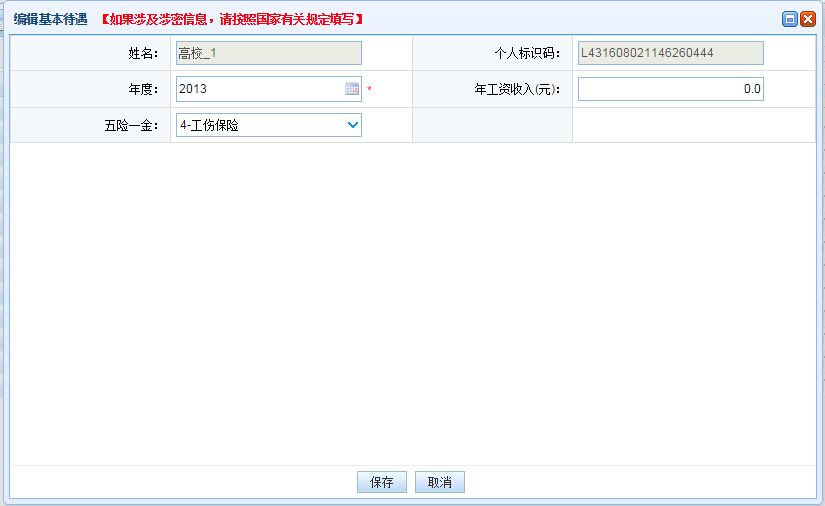 编辑基本待遇 【如果涉及涉密信息，请按照国家有关规定填写】
姓名： 高校_1 个人标识码： L431608021146260444
年度： 2013 * 年工资收入(元)： 0.0
五险一金： 4-工伤保险
保存 取消